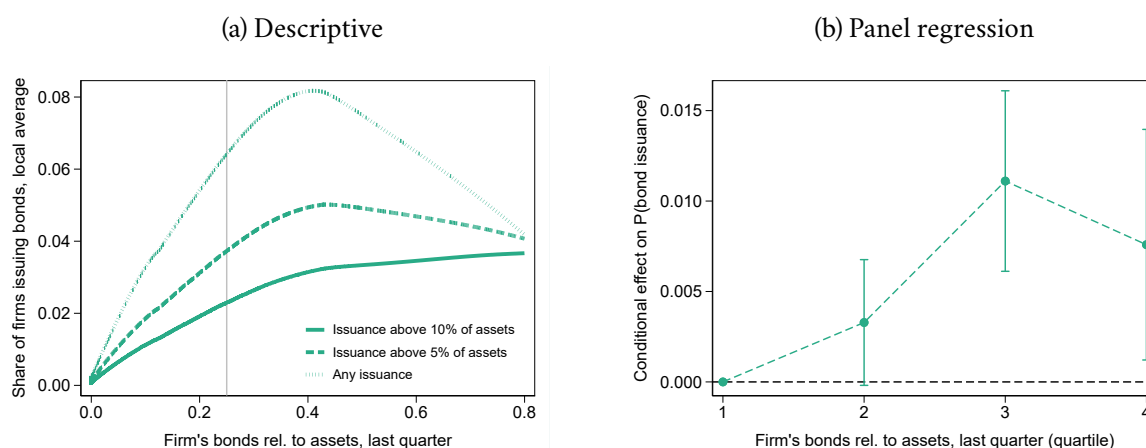 (a) Descriptive
Share of firms issuing bonds, local average
0.08
0.06
0.04
0.02
0.00
Issuance above 10% of assets
Issuance above 5% of assets
Any issuance
0.0 0.2 0.4 0.6 0.8
Firm's bonds rel. to assets, last quarter
(b) Panel regression
Conditional effect on P(bond issuance)
0.015
0.010
0.005
0.000
1 2 3 4
Firm's bonds rel. to assets, last quarter (quartile)